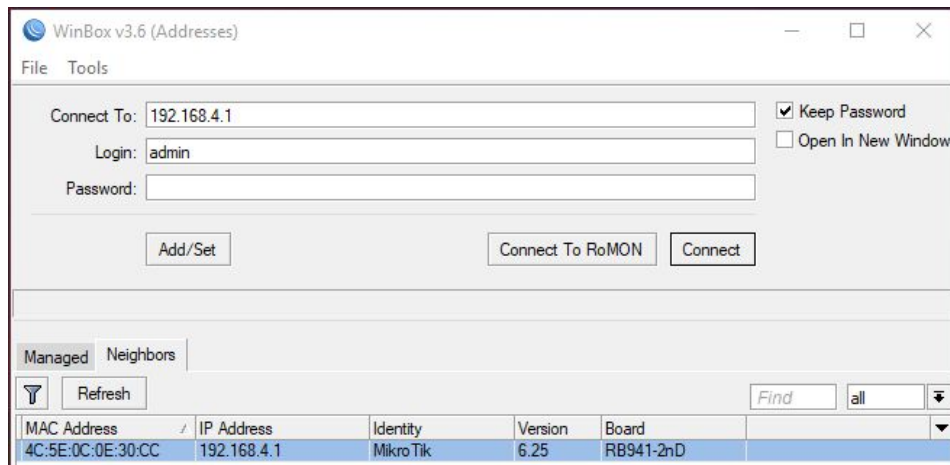 WinBox v3.6 (Addresses)
File Tools
Connect To: 192.168.4.1
Keep Password
Open In New Window
Login: admin
Password:
Add/Set
Connect To RoMON
Connect
Managed
Neighbors
Refresh
Find
all
MAC Address IP Address Identity Version Board
4C:5E:0C:0E:30:CC 192.168.4.1 MikroTik 6.25 RB941-2nD